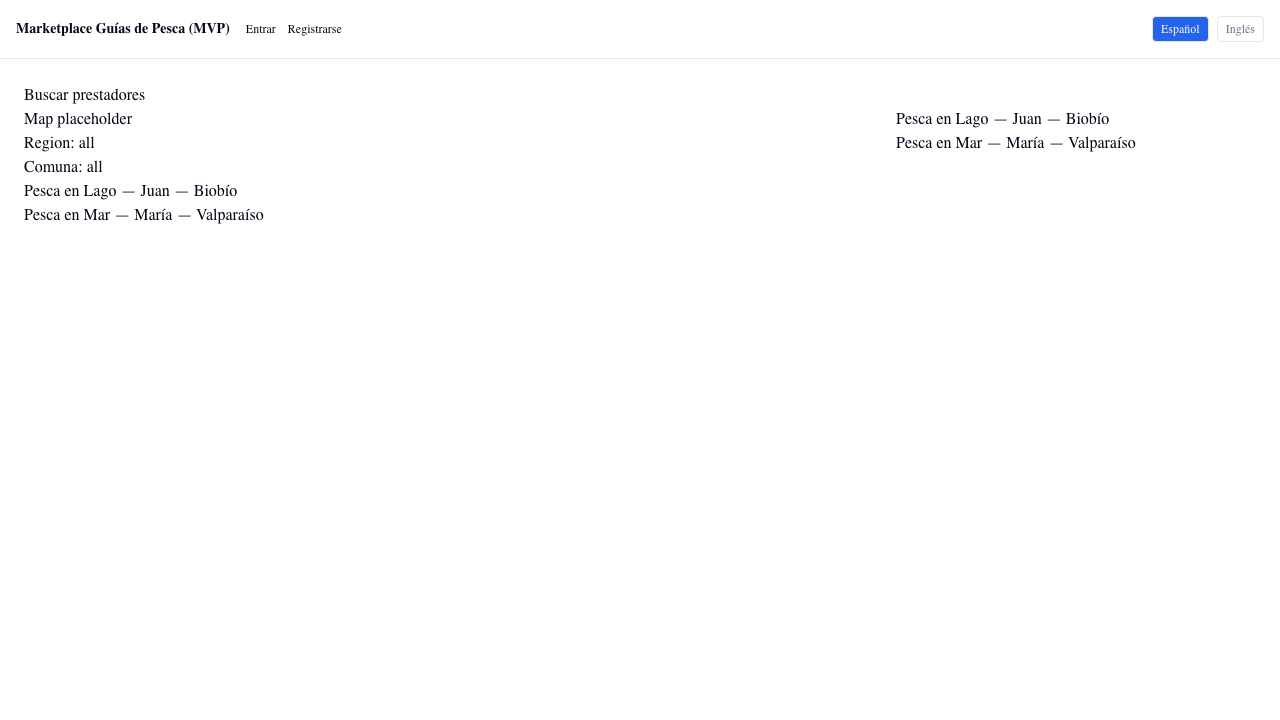 Marketplace Guías de Pesca (MVP) Entrar Registrarse Español Inglés
Buscar prestadores
Map placeholder
Region: all
Comuna: all
Pesca en Lago — Juan — Biobío
Pesca en Mar — María — Valparaíso
Pesca en Lago — Juan — Biobío
Pesca en Mar — María — Valparaíso